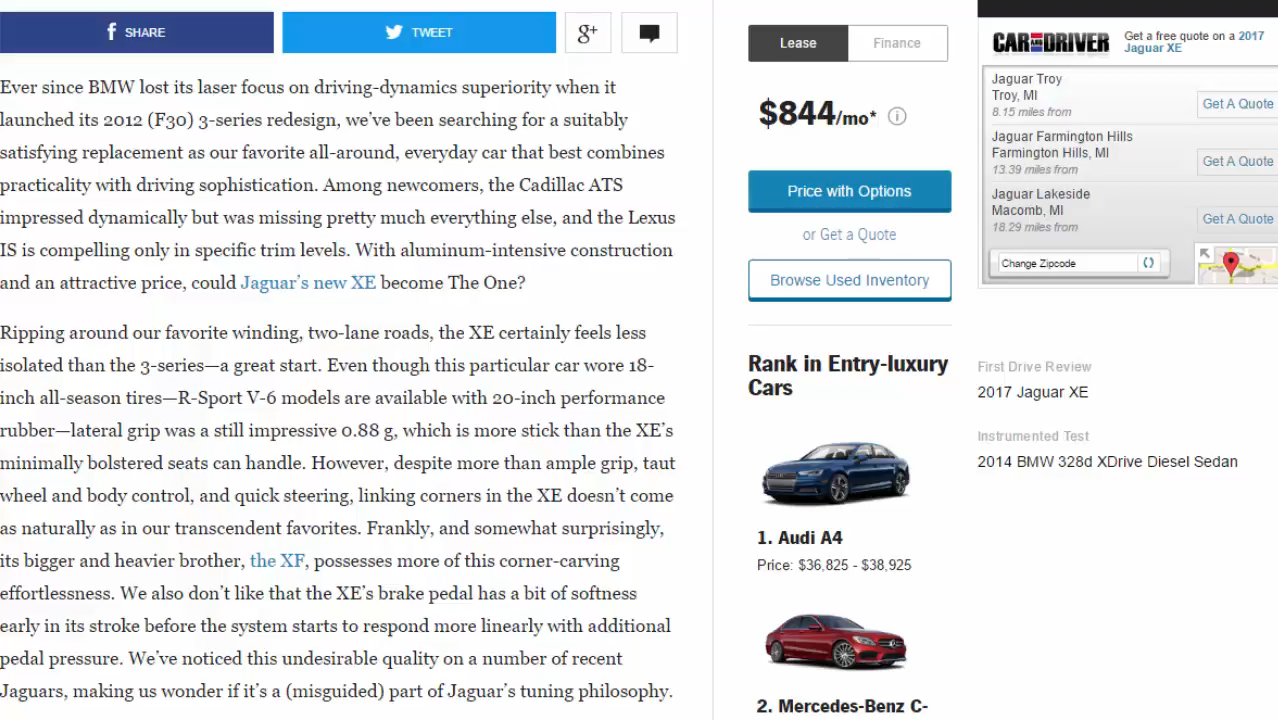 SHARE
TWEET
g+
Ever since BMW lost its laser focus on driving-dynamics superiority when it
launched its 2012 (F30) 3-series redesign, we’ve been searching for a suitably
satisfying replacement as our favorite all-around, everyday car that best combines
practicality with driving sophistication. Among newcomers, the Cadillac ATS
impressed dynamically but was missing pretty much everything else, and the Lexus
IS is compelling only in specific trim levels. With aluminum-intensive construction
and an attractive price, could Jaguar’s new XE become The One?
Ripping around our favorite winding, two-lane roads, the XE certainly feels less
isolated than the 3-series—a great start. Even though this particular car wore 18-
inch all-season tires—R-Sport V-6 models are available with 20-inch performance
rubber—lateral grip was a still impressive 0.88 g, which is more stick than the XE’s
minimally bolstered seats can handle. However, despite more than ample grip, taut
wheel and body control, and quick steering, linking corners in the XE doesn’t come
as naturally as in our transcendent favorites. Frankly, and somewhat surprisingly,
its bigger and heavier brother, the XF, possesses more of this corner-carving
effortlessness. We also don’t like that the XE’s brake pedal has a bit of softness
early in its stroke before the system starts to respond more linearly with additional
pedal pressure. We’ve noticed this undesirable quality on a number of recent
Jaguars, making us wonder if it’s a (misguided) part of Jaguar’s tuning philosophy.
Lease
Finance
$844/mo*
Price with Options
or Get a Quote
Browse Used Inventory
Rank in Entry-luxury
Cars
1. Audi A4
Price: $36,825 - $38,925
2. Mercedes-Benz C-
CAR AND DRIVER
Get a free quote on a 2017
Jaguar XE
Jaguar Troy
Troy, MI
8.15 miles from
Get A Quote
Jaguar Farmington Hills
Farmington Hills, MI
13.39 miles from
Get A Quote
Jaguar Lakeside
Macomb, MI
18.29 miles from
Get A Quote
Change Zipcode
First Drive Review
2017 Jaguar XE
Instrumented Test
2014 BMW 328d XDrive Diesel Sedan